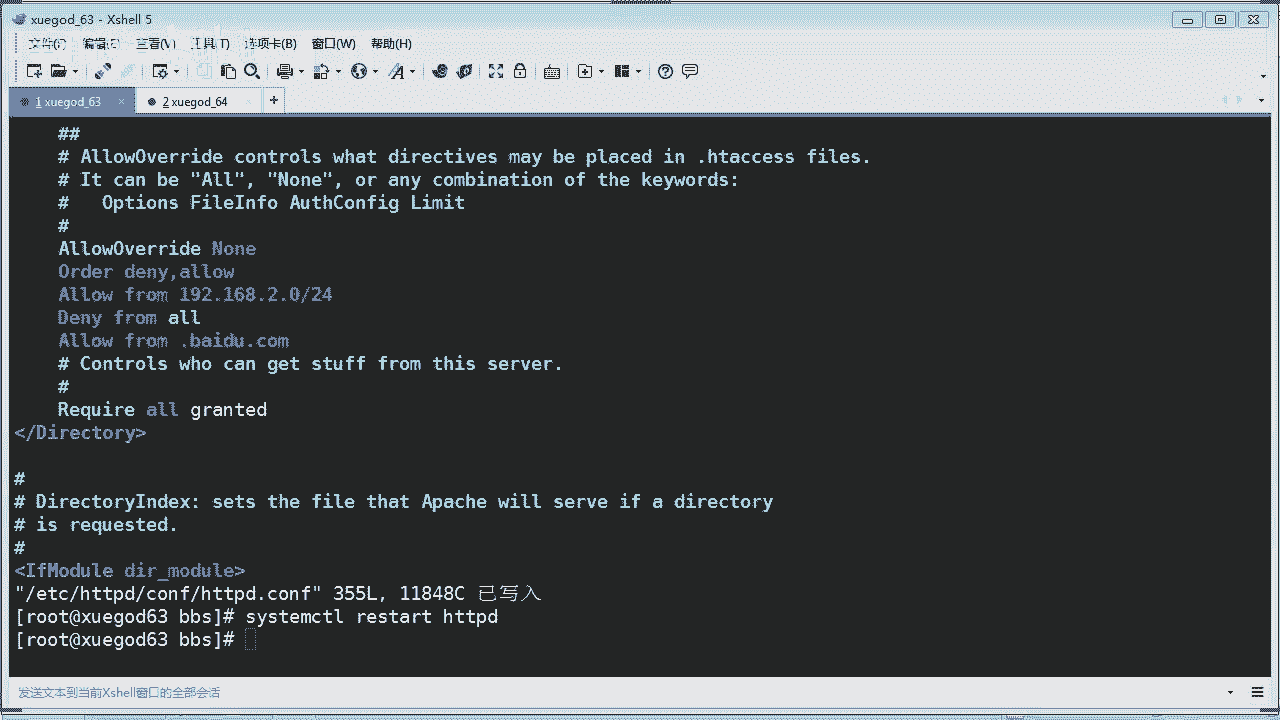 xuegod_63 - Xshell 5
文件(F) 编辑(E) 查看(V) 工具(T) 选项卡(B) 窗口(W) 帮助(H)
1 xuegod_63 × 2 xuegod_64 +
##
# AllowOverride controls what directives may be placed in .htaccess files.
# It can be "All", "None", or any combination of the keywords:
#   Options FileInfo AuthConfig Limit
#
AllowOverride None
Order deny,allow
Allow from 192.168.2.0/24
Deny from all
Allow from .baidu.com
# Controls who can get stuff from this server.
#
Require all granted
</Directory>
#
# DirectoryIndex: sets the file that Apache will serve if a directory
# is requested.
#
<IfModule dir_module>
"/etc/httpd/conf/httpd.conf" 355L, 11848C 已写入
[root@xuegod63 bbs]# systemctl restart httpd
[root@xuegod63 bbs]#
发送文本到当前Xshell窗口的全部会话